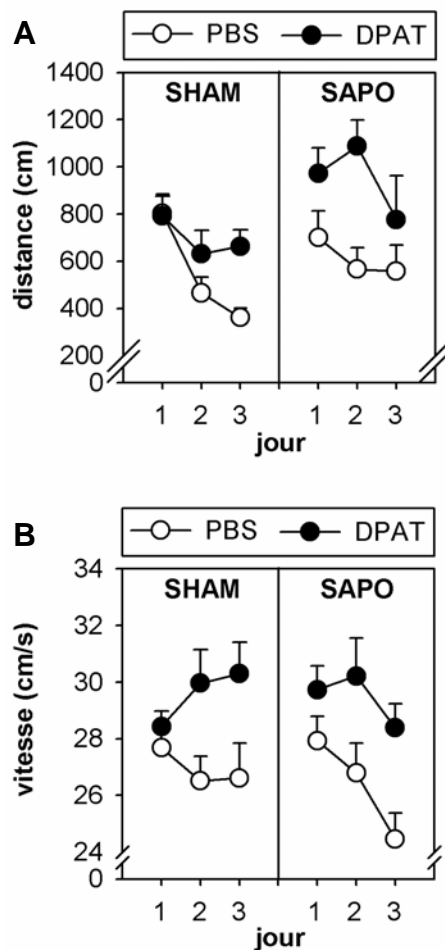 A
PBS DPAT
SHAM SAPO
distance (cm)
1400
1200
1000
800
600
400
200
0
1 2 3 1 2 3
jour
B
PBS DPAT
SHAM SAPO
vitesse (cm/s)
34
32
30
28
26
24
0
1 2 3 1 2 3
jour